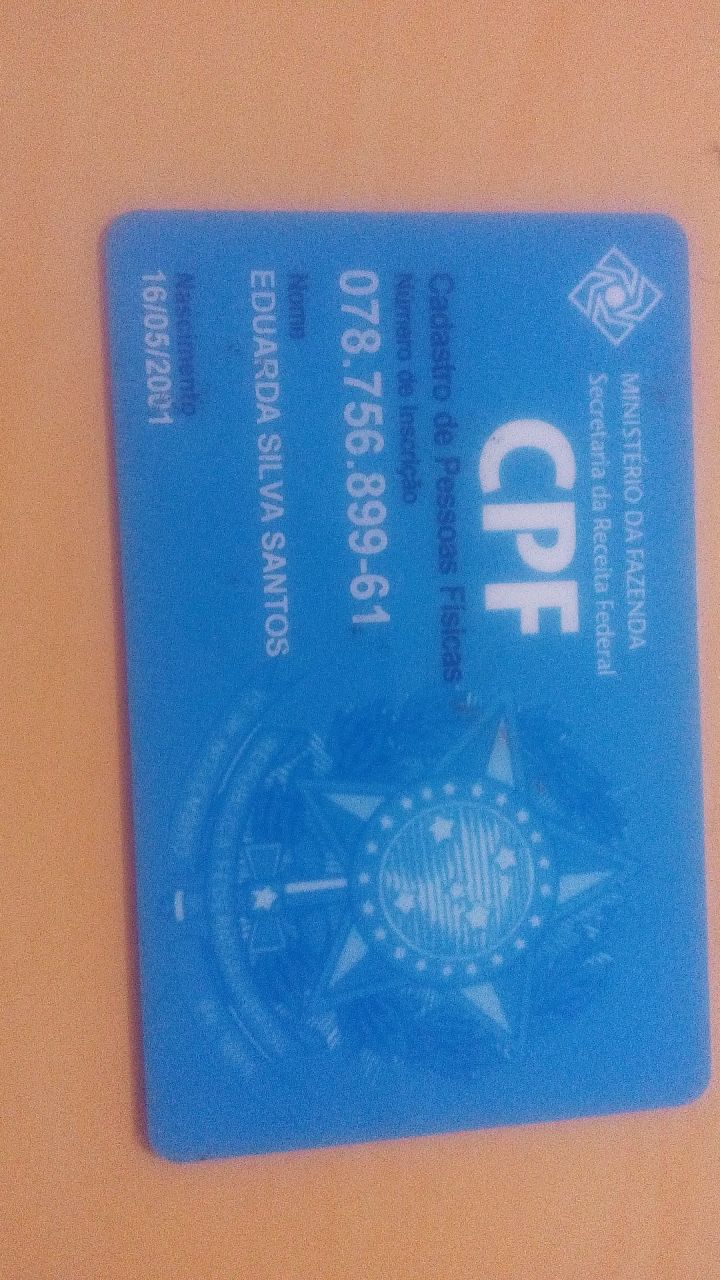 MINISTÉRIO DA FAZENDA
Secretaria da Receita Federal
CPF
Cadastro de Pessoas Físicas
Número de Inscrição
078.756.899-61
Nome
EDUARDA SILVA SANTOS
Nascimento
16/05/2001